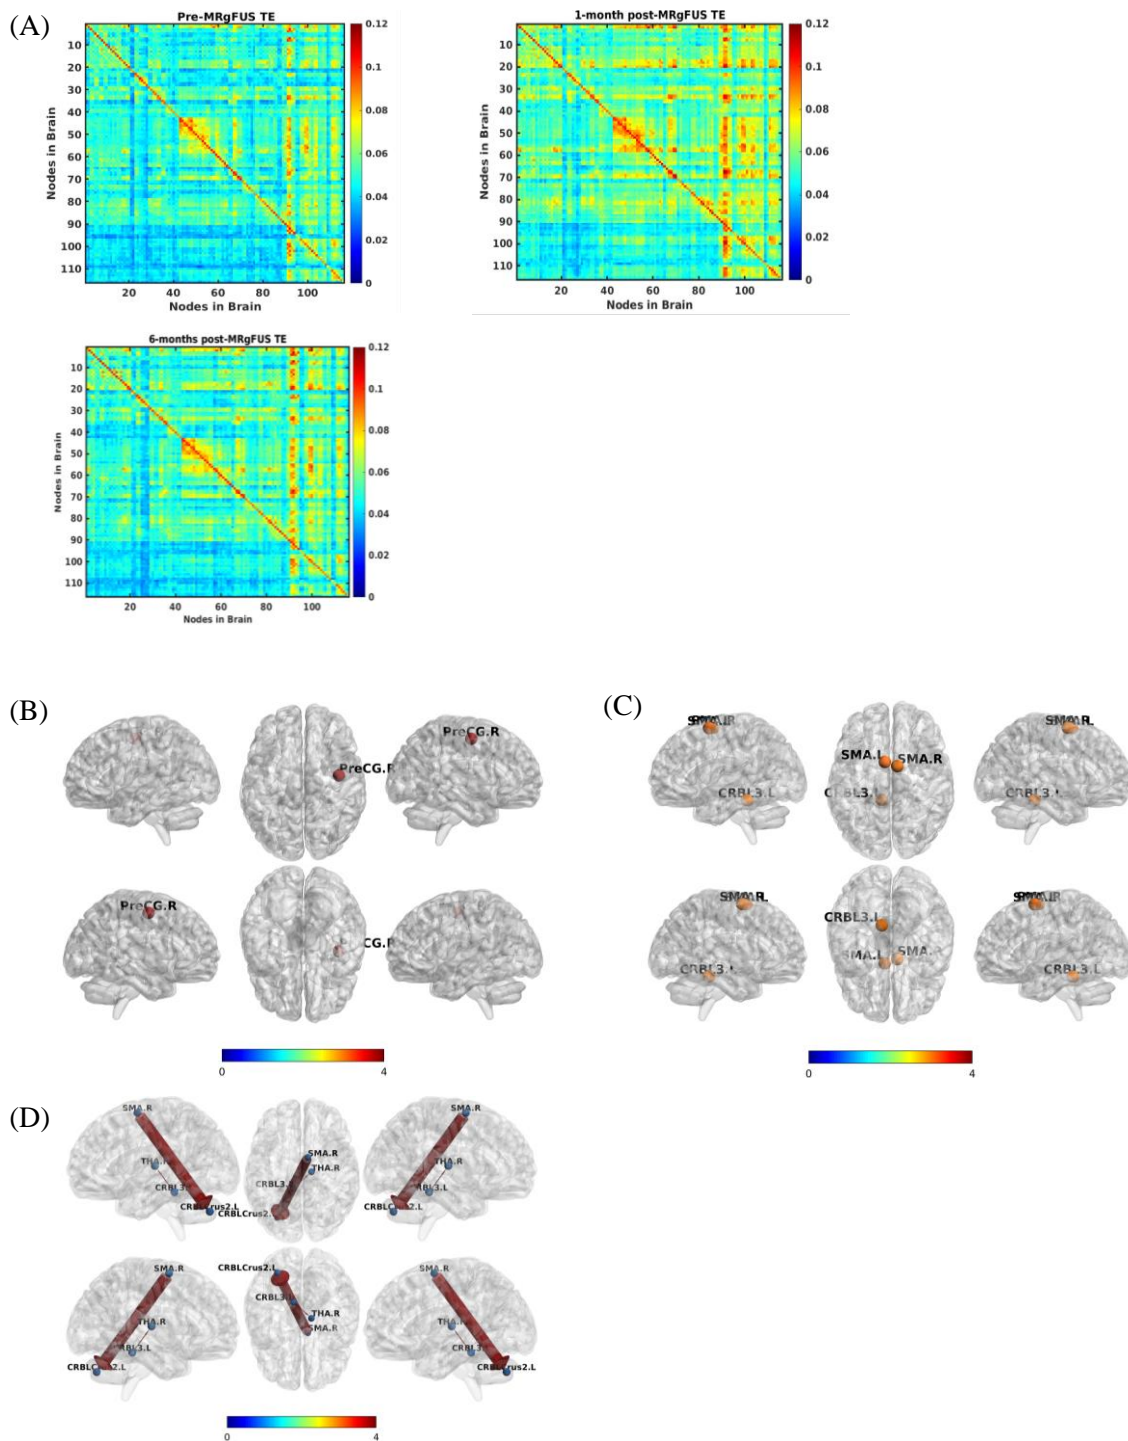 (A)
Pre-MRgFUS TE
Nodes in Brain
10
20
30
40
50
60
70
80
90
100
110
20 40 60 80 100
Nodes in Brain
0.12
0.1
0.08
0.06
0.04
0.02
0
1-month post-MRgFUS TE
Nodes in Brain
10
20
30
40
50
60
70
80
90
100
110
20 40 60 80 100
Nodes in Brain
0.12
0.1
0.08
0.06
0.04
0.02
0
6-months post-MRgFUS TE
Nodes in Brain
10
20
30
40
50
60
70
80
90
100
110
20 40 60 80 100
Nodes in Brain
0.12
0.1
0.08
0.06
0.04
0.02
0
(B)
PreCG.R
PreCG.R
PreCG.R
CG.R
0 4
(C)
SMA.L
SMA.R
CRBL3.L
CRBL3.L
CRBL3.L
CRBL3.L
SMA.L
CRBL3.L
CRBL3.L
0 4
(D)
SMA.R
CRBLCrus2.L
SMA.R
THA.R
CRBL3.L
CRBLCrus2.L
SMA.R
THA.R
SMA.R
THA.R
CRBLCrus2.L
CRBLCrus2.L
CRBL3.L
THA.R
SMA.R
SMA.R
CRBLCrus2.L
0 4